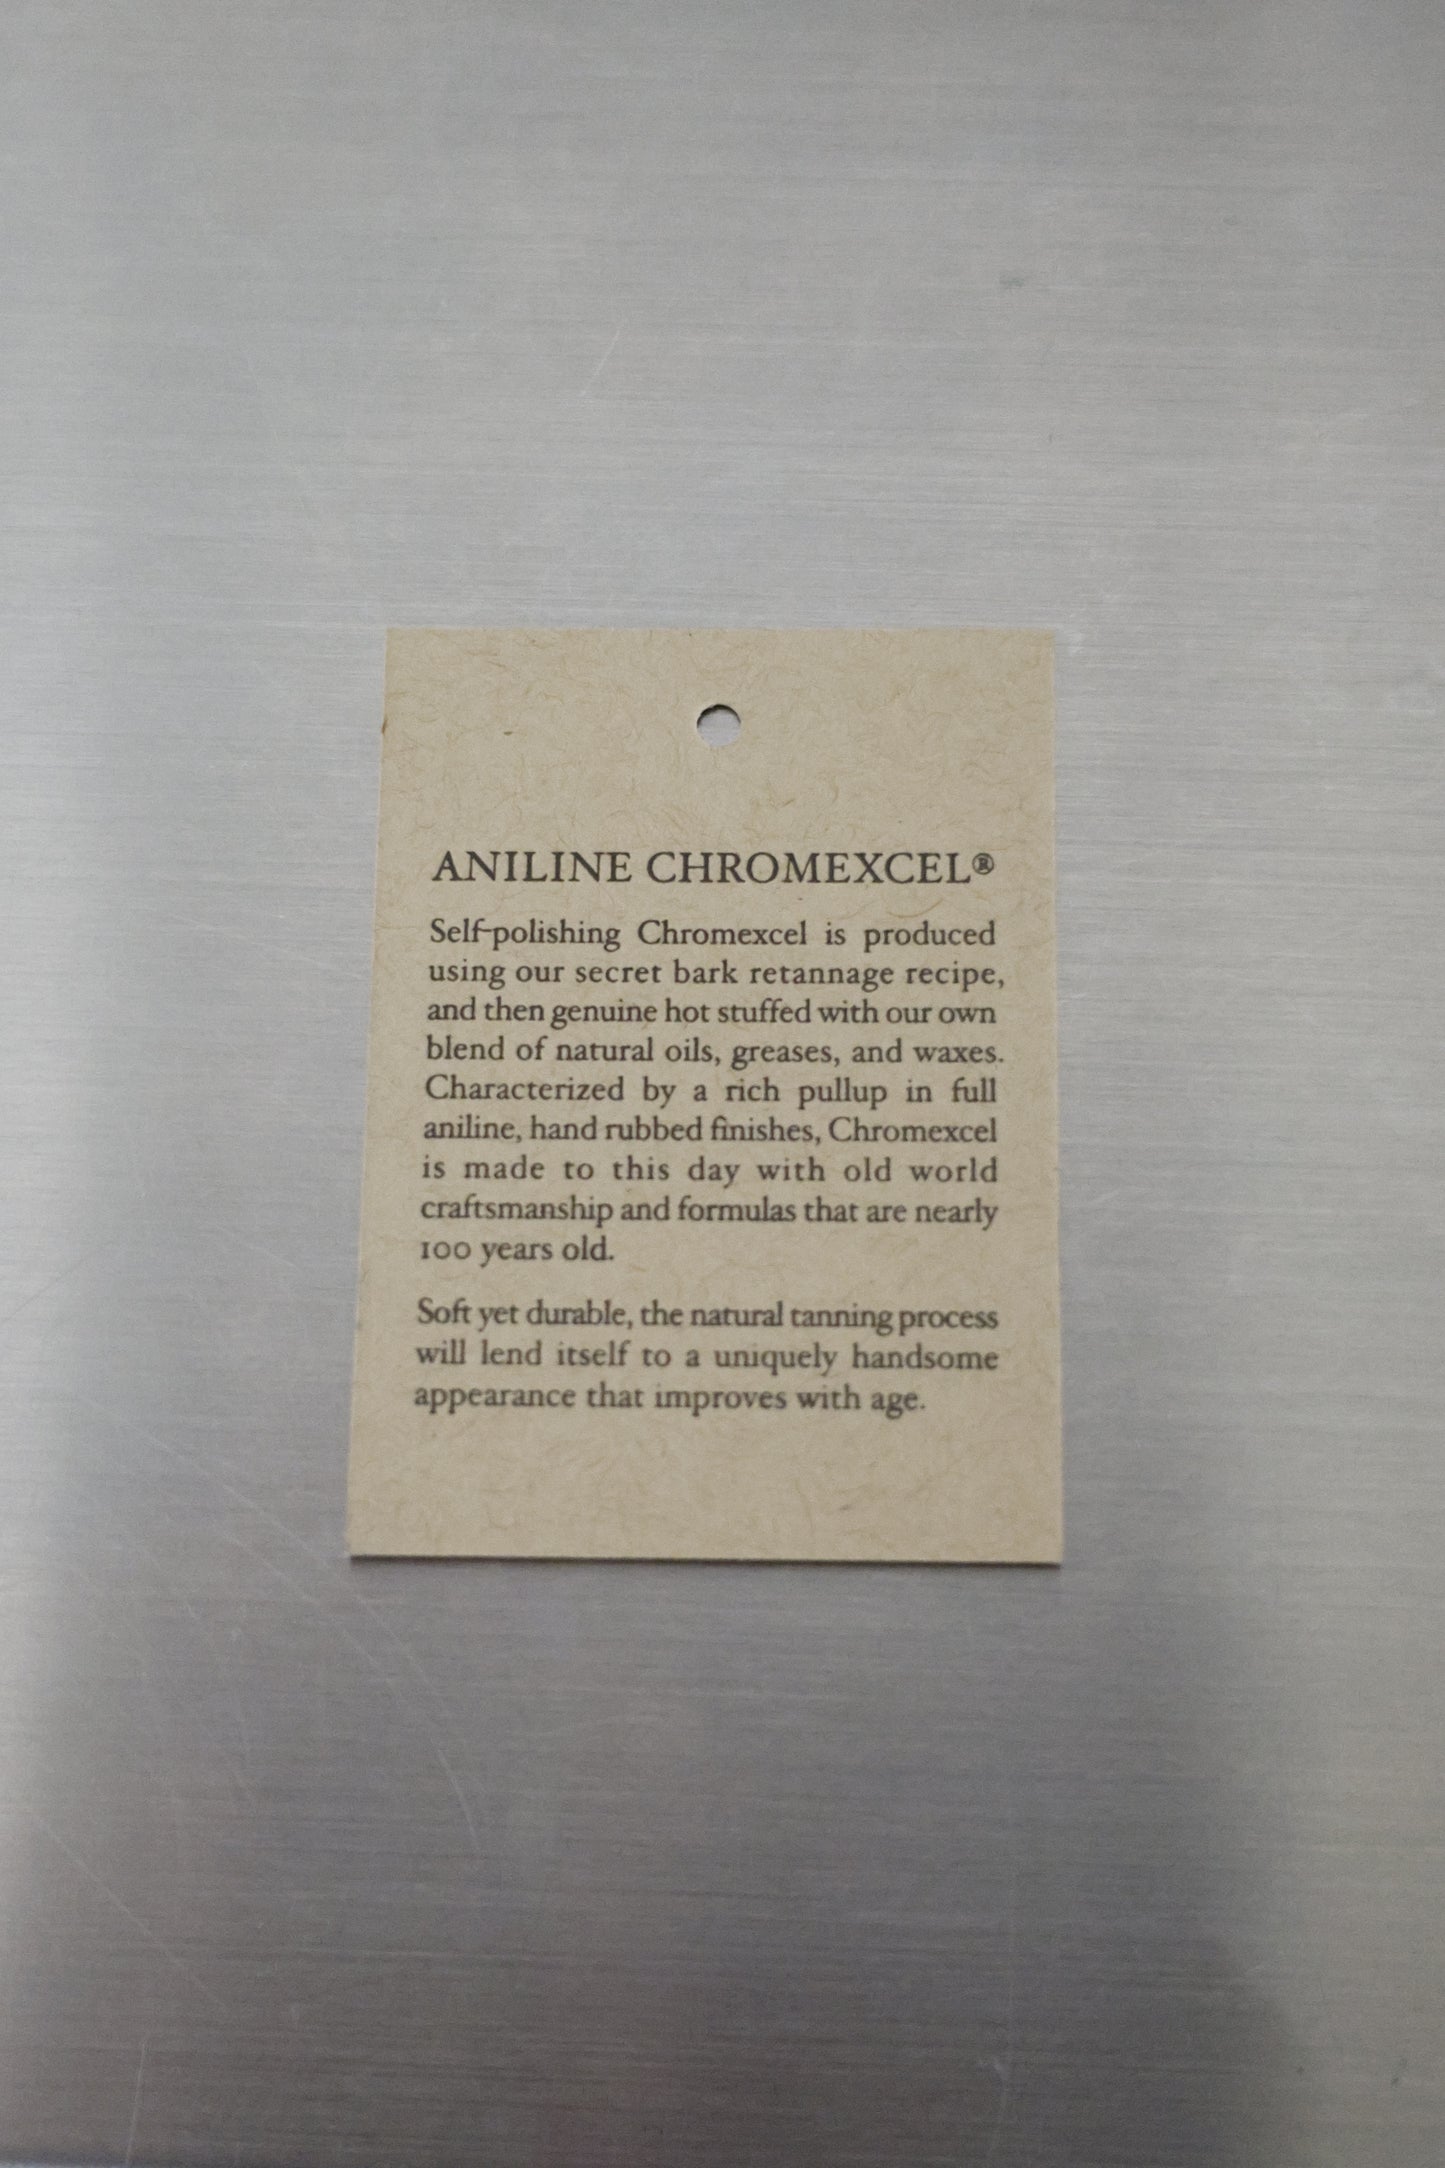 ANILINE CHROMEXCEL®
Self-polishing Chromexcel is produced
using our secret bark retannage recipe,
and then genuine hot stuffed with our own
blend of natural oils, greases, and waxes.
Characterized by a rich pullup in full
aniline, hand rubbed finishes, Chromexcel
is made to this day with old world
craftsmanship and formulas that are nearly
100 years old.
Soft yet durable, the natural tanning process
will lend itself to a uniquely handsome
appearance that improves with age.